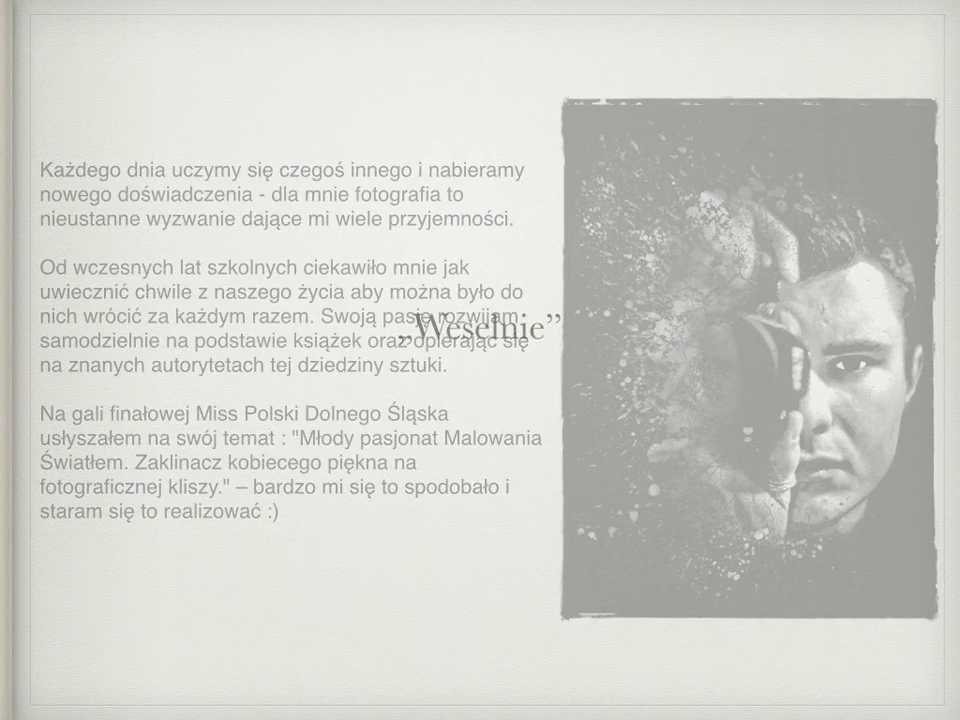 Każdego dnia uczymy się czegoś innego i nabieramy
nowego doświadczenia - dla mnie fotografia to
nieustanne wyzwanie dające mi wiele przyjemności.
Od wczesnych lat szkolnych ciekawiło mnie jak
uwiecznić chwile z naszego życia aby można było do
nich wrócić za każdym razem. Swoją pasję rozwijam
samodzielnie na podstawie książek oraz opierając się
na znanych autorytetach tej dziedziny sztuki.
„Weselnie”
Na gali finałowej Miss Polski Dolnego Śląska
usłyszałem na swój temat : "Młody pasjonat Malowania
Światłem. Zaklinacz kobiecego piękna na
fotograficznej kliszy." – bardzo mi się to spodobało i
staram się to realizować :)